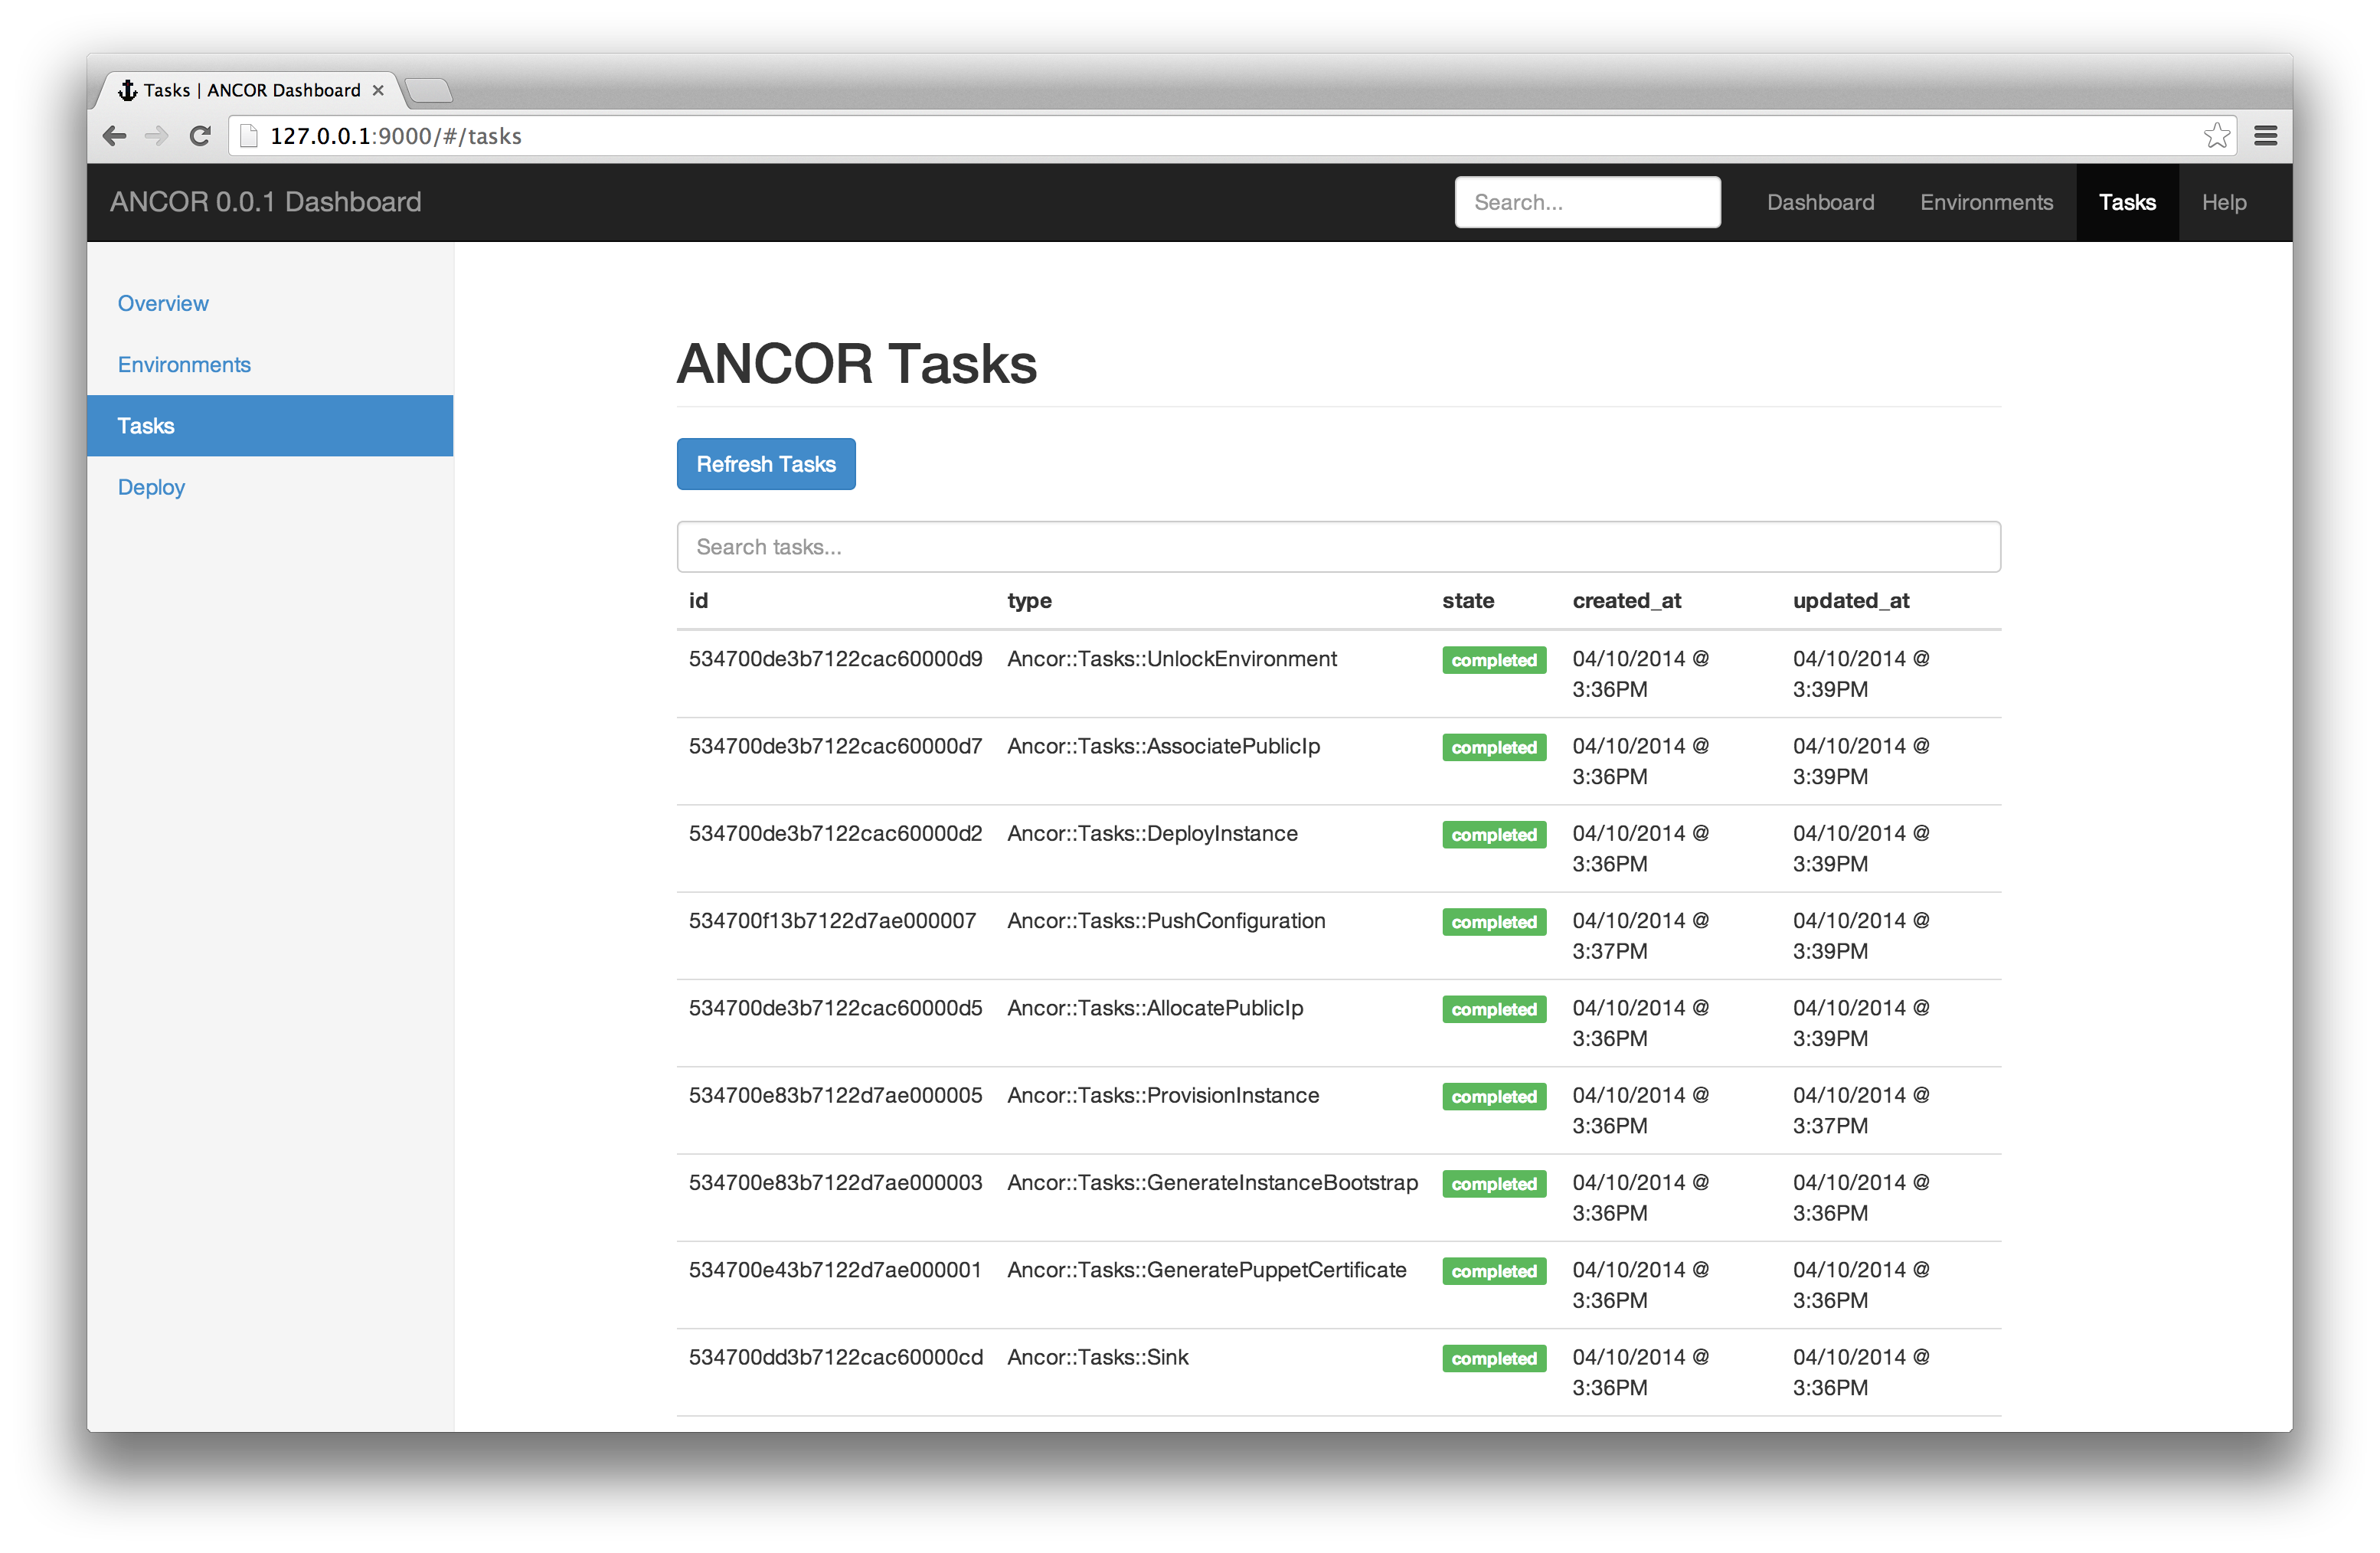 Tasks | ANCOR Dashboard
127.0.0.1:9000/#/tasks
ANCOR 0.0.1 Dashboard Search... Dashboard Environments Tasks Help
Overview
Environments
Tasks
Deploy
ANCOR Tasks
Refresh Tasks
Search tasks...
id type state created_at updated_at
534700de3b7122cac60000d9 Ancor::Tasks::UnlockEnvironment completed 04/10/2014 @ 04/10/2014 @
3:36PM 3:39PM
534700de3b7122cac60000d7 Ancor::Tasks::AssociatePublicIp completed 04/10/2014 @ 04/10/2014 @
3:36PM 3:39PM
534700de3b7122cac60000d2 Ancor::Tasks::DeployInstance completed 04/10/2014 @ 04/10/2014 @
3:36PM 3:39PM
534700f13b7122d7ae000007 Ancor::Tasks::PushConfiguration completed 04/10/2014 @ 04/10/2014 @
3:37PM 3:39PM
534700de3b7122cac60000d5 Ancor::Tasks::AllocatePublicIp completed 04/10/2014 @ 04/10/2014 @
3:36PM 3:39PM
534700e83b7122d7ae000005 Ancor::Tasks::ProvisionInstance completed 04/10/2014 @ 04/10/2014 @
3:36PM 3:37PM
534700e83b7122d7ae000003 Ancor::Tasks::GenerateInstanceBootstrap completed 04/10/2014 @ 04/10/2014 @
3:36PM 3:36PM
534700e43b7122d7ae000001 Ancor::Tasks::GeneratePuppetCertificate completed 04/10/2014 @ 04/10/2014 @
3:36PM 3:36PM
534700dd3b7122cac60000cd Ancor::Tasks::Sink completed 04/10/2014 @ 04/10/2014 @
3:36PM 3:36PM